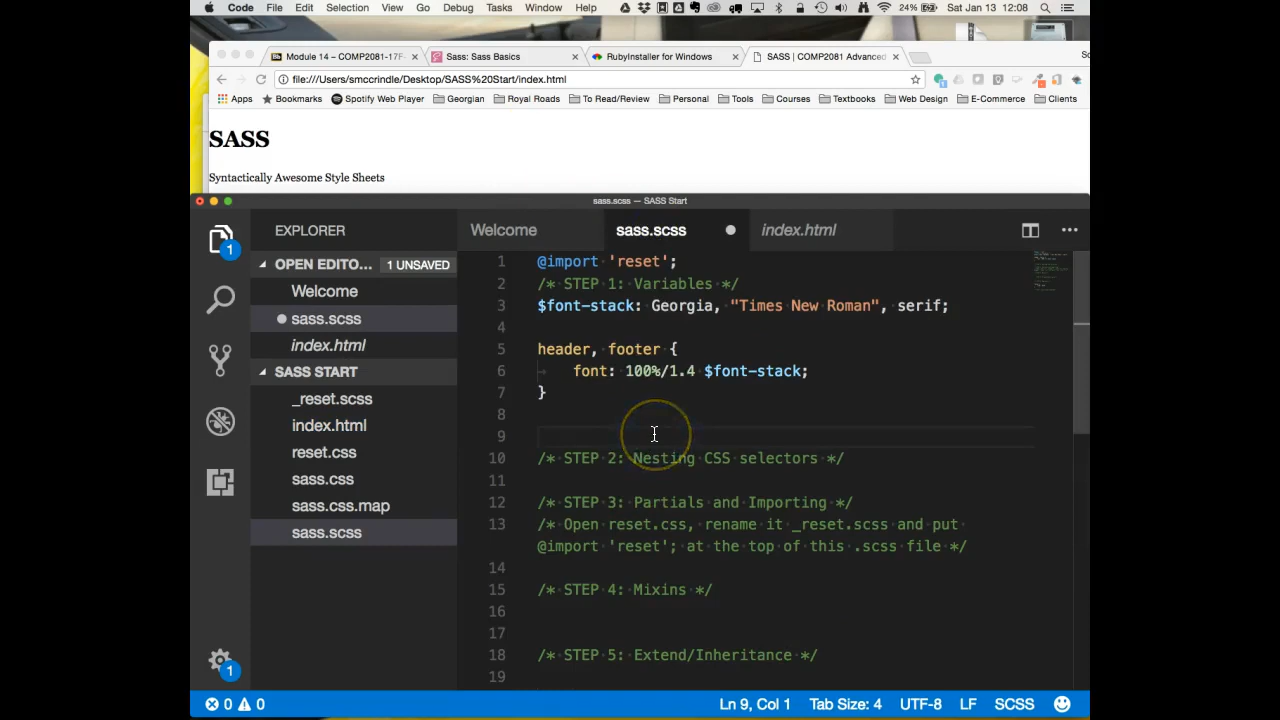 Code File Edit Selection View Go Debug Tasks Window Help 24% Sat Jan 13 12:08
Module 14 – COMP2081-17F- × Sass: Sass Basics × RubyInstaller for Windows × SASS | COMP2081 Advanced ×
file:///Users/smccrindle/Desktop/SASS%20Start/index.html
Apps Bookmarks Spotify Web Player Georgian Royal Roads To Read/Review Personal Tools Courses Textbooks Web Design E-Commerce Clients
SASS
Syntactically Awesome Style Sheets
sass.scss — SASS Start
EXPLORER
Welcome sass.scss index.html
OPEN EDITO... 1 UNSAVED
Welcome
sass.scss
index.html
SASS START
_reset.scss
index.html
reset.css
sass.css
sass.css.map
sass.scss
1
1
1 @import 'reset';
2 /* STEP 1: Variables */
3 $font-stack: Georgia, "Times New Roman", serif;
4
5 header, footer {
6 font: 100%/1.4 $font-stack;
7 }
8
9
10 /* STEP 2: Nesting CSS selectors */
11
12 /* STEP 3: Partials and Importing */
13 /* Open reset.css, rename it _reset.scss and put
@import 'reset'; at the top of this .scss file */
14
15 /* STEP 4: Mixins */
16
17
18 /* STEP 5: Extend/Inheritance */
19
0 0 Ln 9, Col 1 Tab Size: 4 UTF-8 LF SCSS